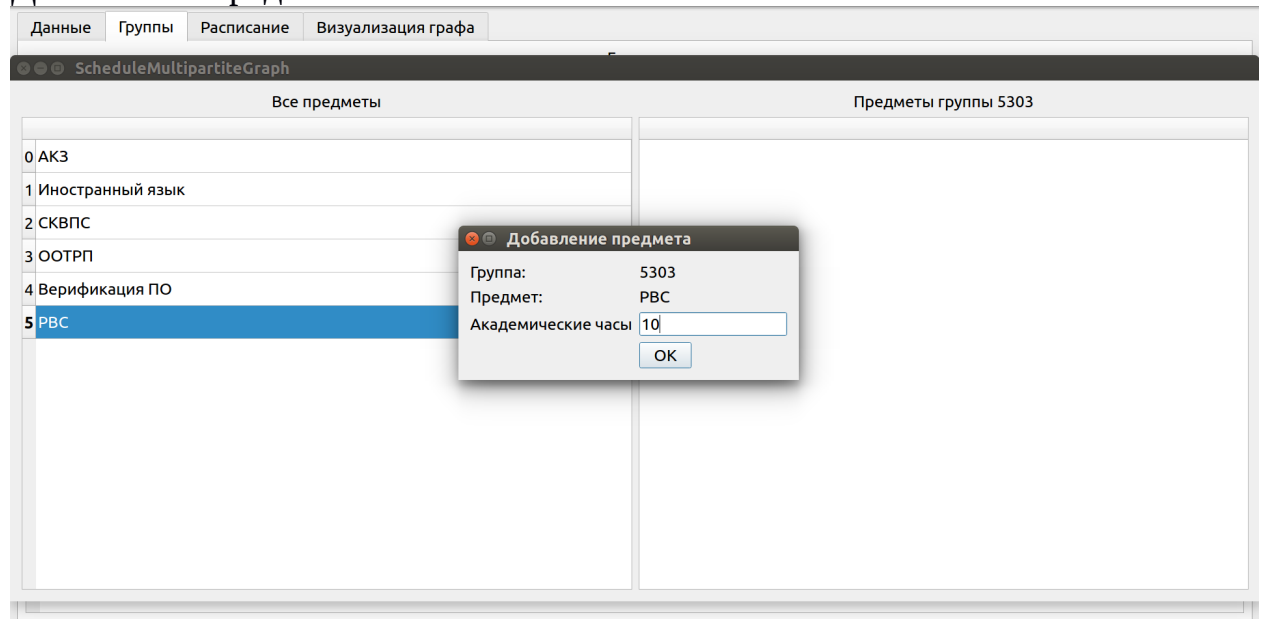 Данные Группы Расписание Визуализация графа
ScheduleMultipartiteGraph
Все предметы Предметы группы 5303
0 АКЗ
1 Иностранный язык
2 СКВПС
3 ООТРП
4 Верификация ПО
5 РВС
Добавление предмета
Группа: 5303
Предмет: РВС
Академические часы 10
OK